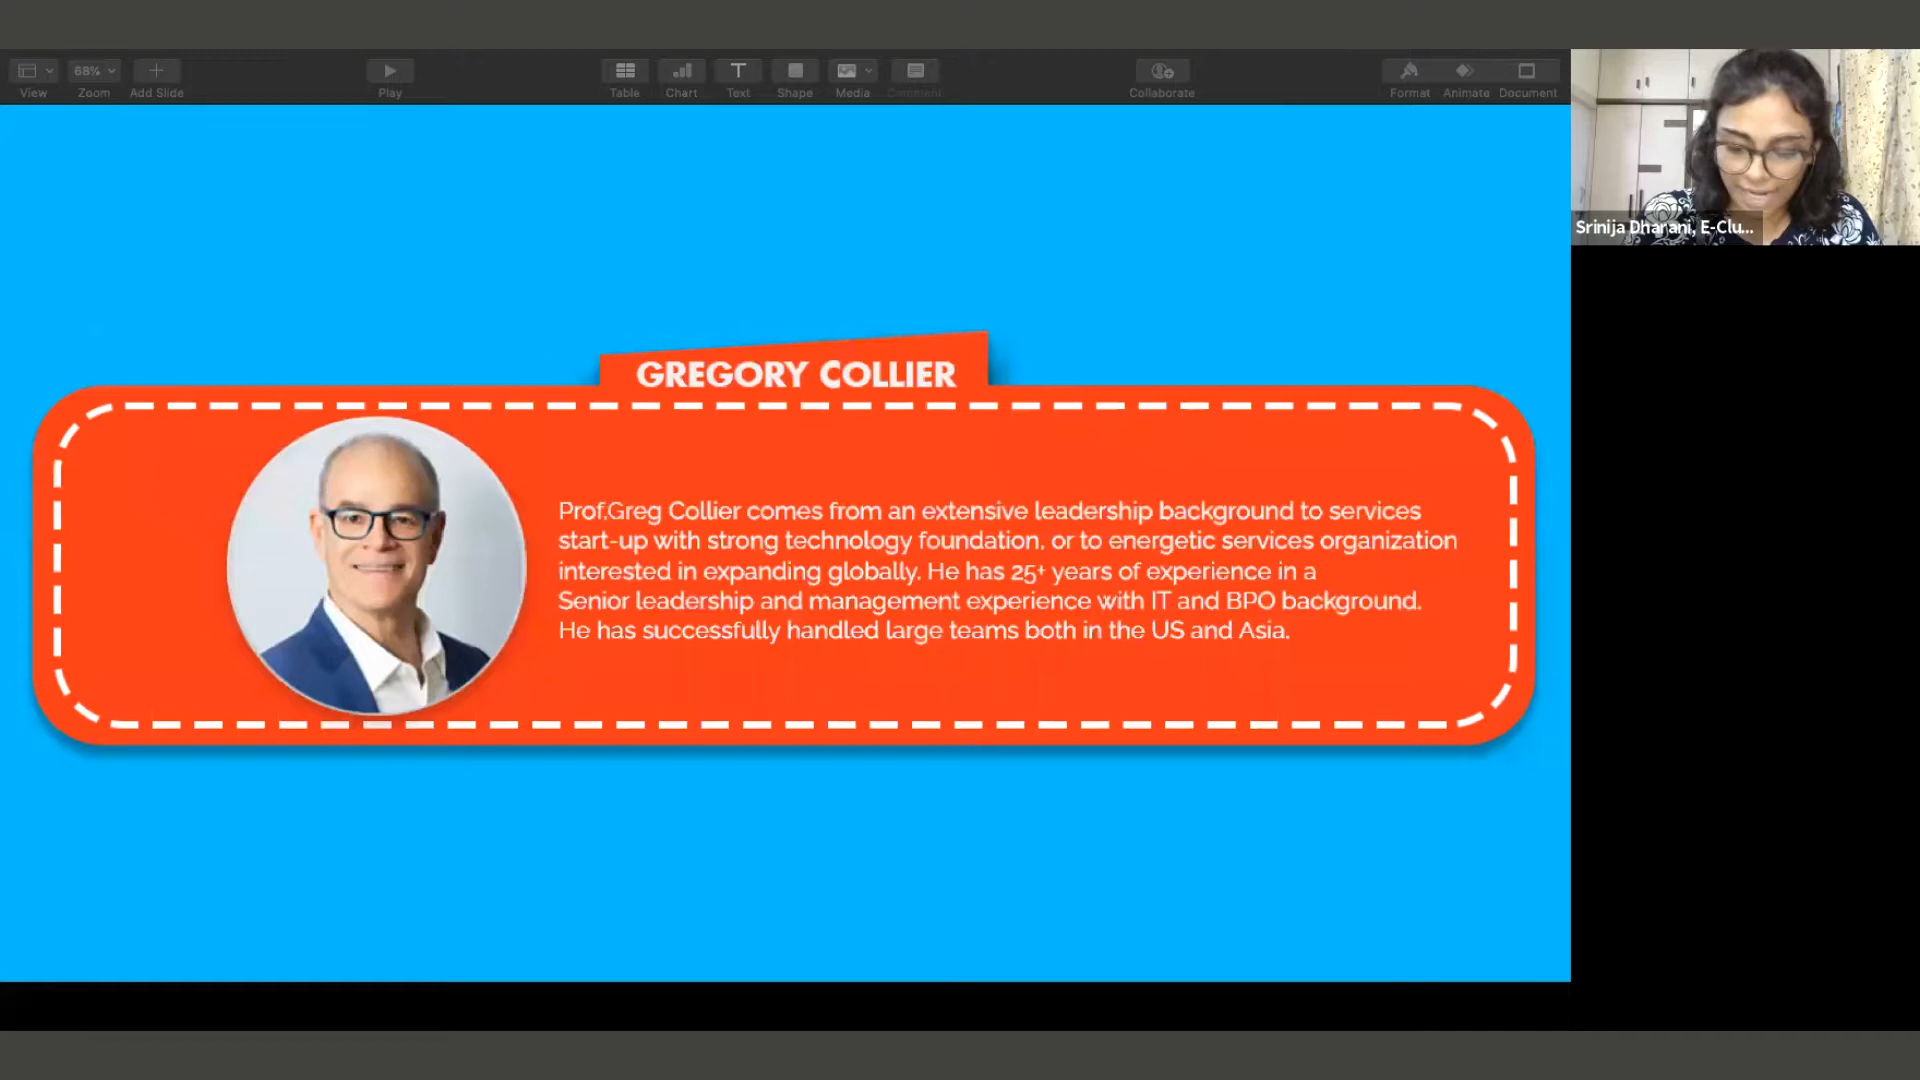 68%
View
Zoom
Add Slide
Play
Table
Chart
Text
Shape
Media
Comment
Collaborate
Format
Animate
Document
Srinija Dharani, E-Clu...
GREGORY COLLIER
Prof.Greg Collier comes from an extensive leadership background to services
start-up with strong technology foundation, or to energetic services organization
interested in expanding globally. He has 25+ years of experience in a
Senior leadership and management experience with IT and BPO background.
He has successfully handled large teams both in the US and Asia.